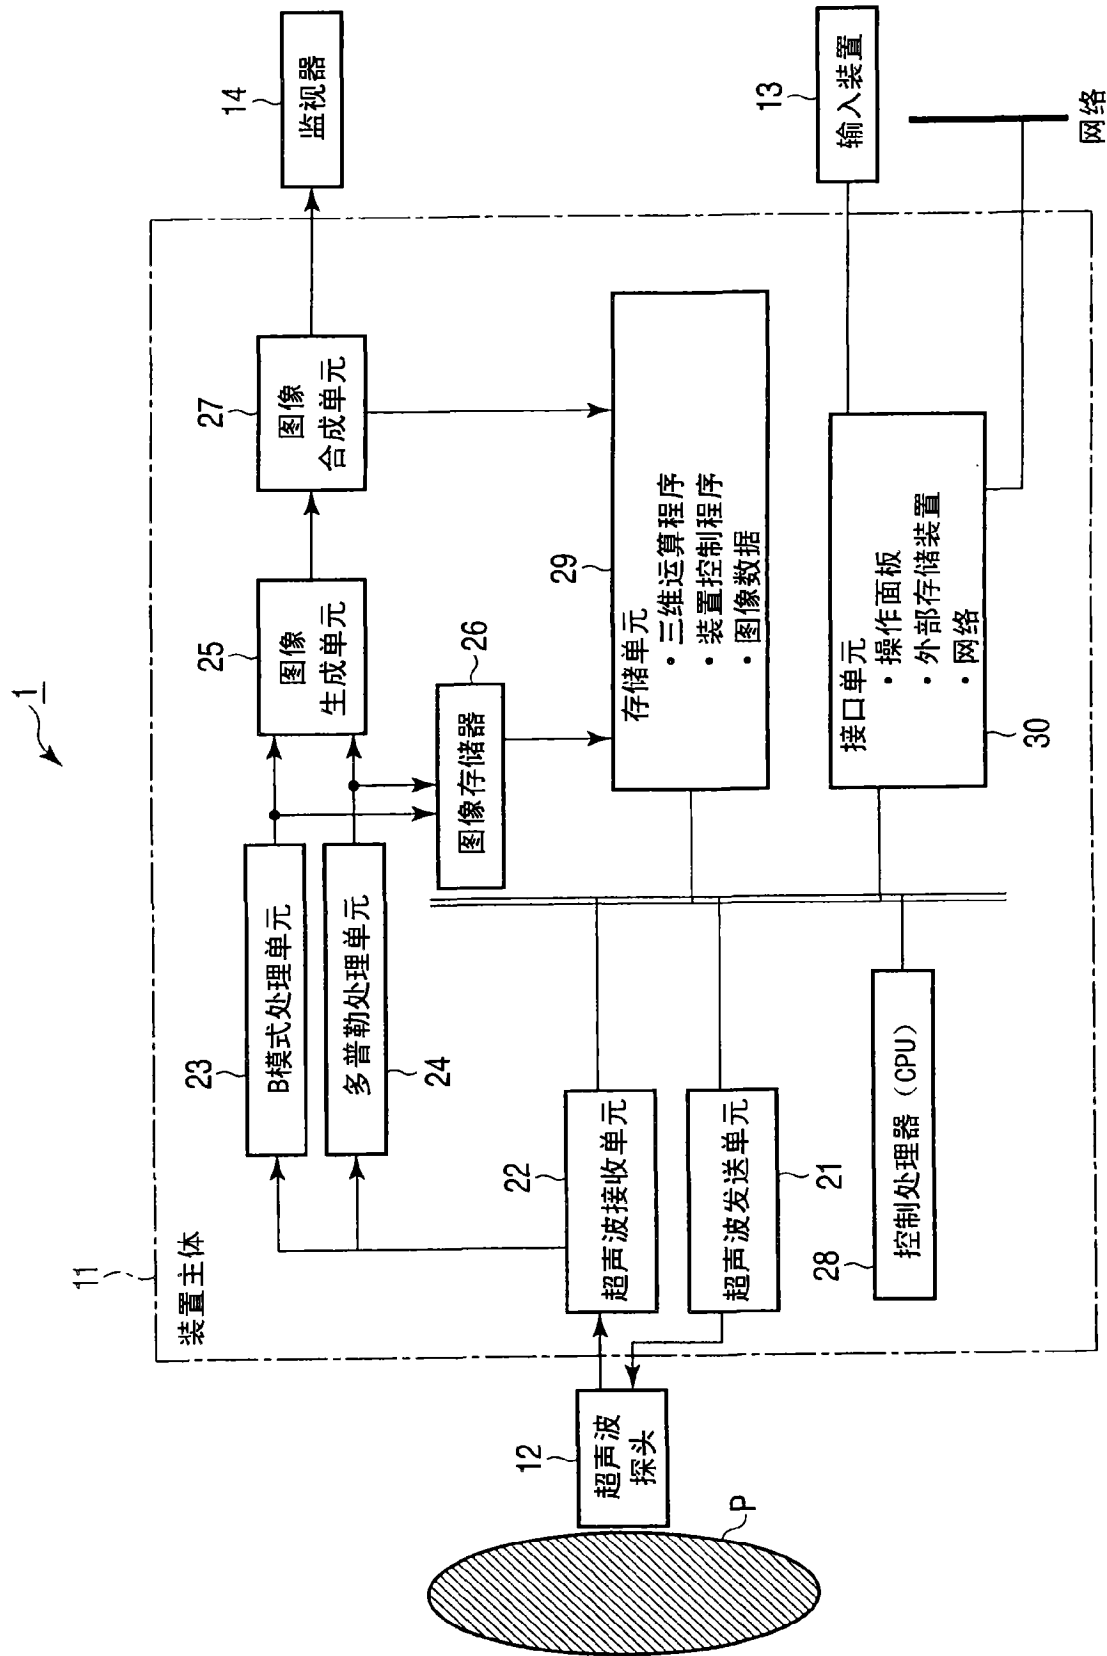 1
11
装置主体
P
12
超声波
探头
22
超声波接收单元
超声波发送单元
21
28
控制处理器（CPU）
23
B模式处理单元
多普勒处理单元
24
25
图像
生成单元
26
图像存储器
27
图像
合成单元
14
监视器
29
存储单元
・三维运算程序
・装置控制程序
・图像数据
接口单元
・操作面板
・外部存储装置
・网络
30
13
输入装置
网络